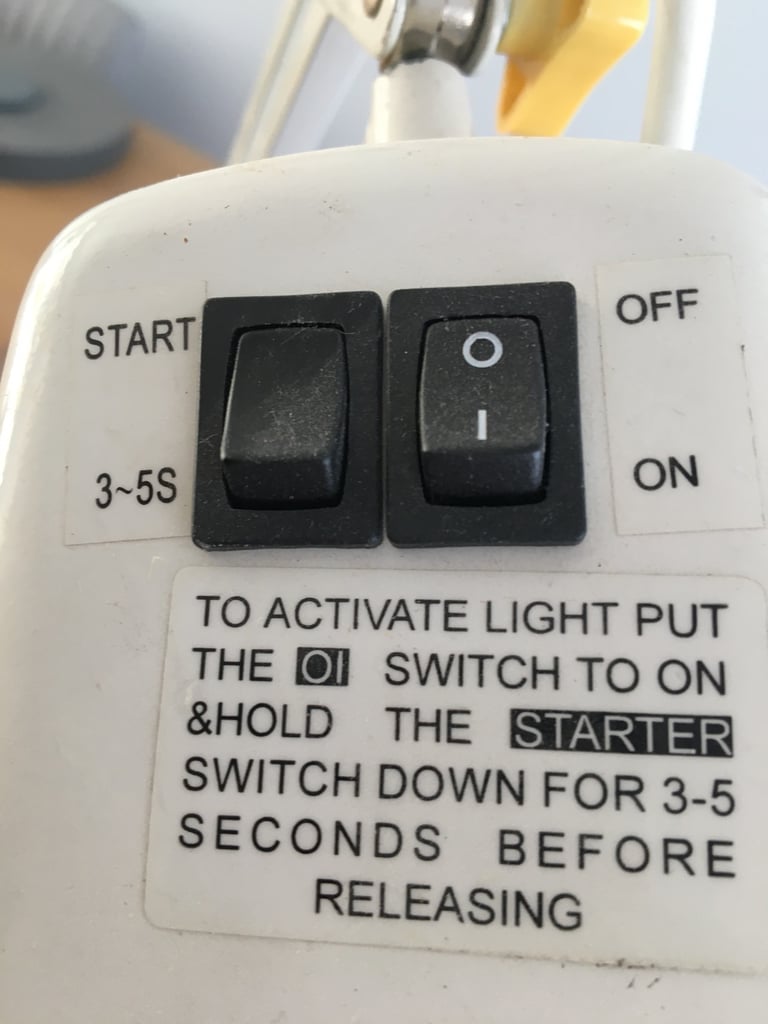 START
3~5S
O
I
OFF
ON
TO ACTIVATE LIGHT PUT
THE OI SWITCH TO ON
&HOLD THE STARTER
SWITCH DOWN FOR 3-5
SECONDS BEFORE
RELEASING